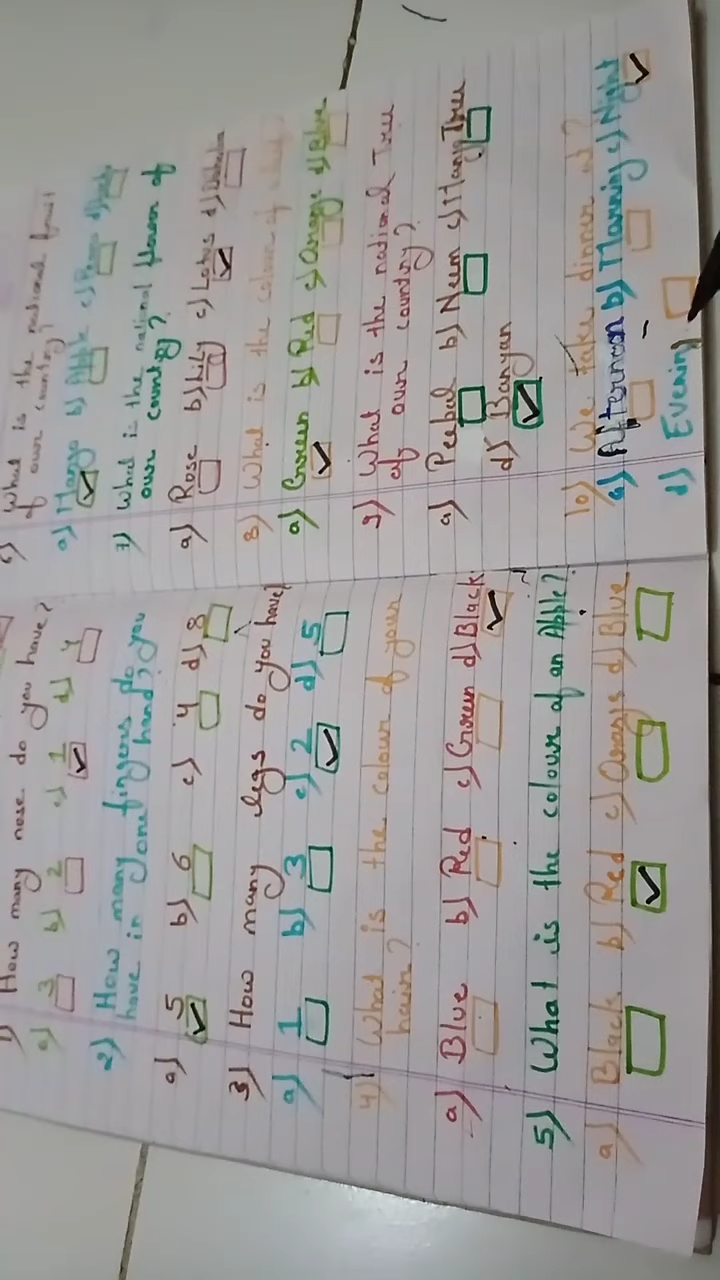 1) How many nose do you have?
a) 3 b) 2 c) 1 d) 4
2) How many fingers do you
have in one hand, you
a) 5 b) 6 c) 4 d) 8
3) How many legs do you have?
a) 1 b) 3 c) 2 d) 5
4) What is the colour of your
hair?
a) Blue b) Red c) Green d) Black
5) What is the colour of an Apple?
a) Black b) Red c) d) Blue
6) What is the national fruit
of our country?
a) Mango b) Apple c) d)
7) What is the national flower of
our country?
a) Rose b) Lily c) Lotus d)
8) What is the colour of
a) Green b) Red c) Orange d) Blue
9) What is the national Tree
of our country?
a) Peebal b) Neem c) Mango Tree
d) Banyan
10) We take dinner at?
a) Afternoon b) Morning c) Night
d) Evening